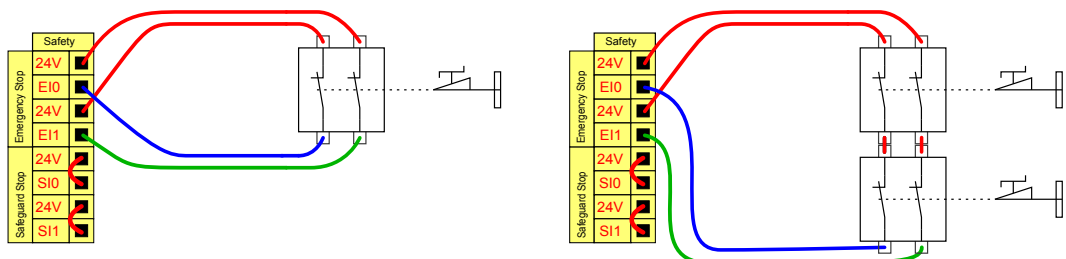 Safety
Emergency Stop
24V
EI0
24V
EI1
Safeguard Stop
24V
SI0
24V
SI1
Safety
Emergency Stop
24V
EI0
24V
EI1
Safeguard Stop
24V
SI0
24V
SI1